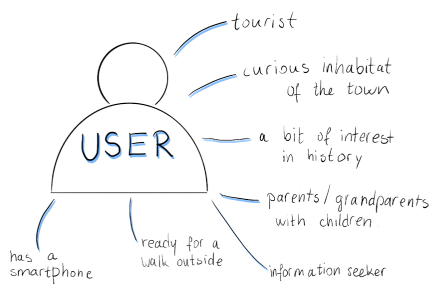 tourist
curious inhabitat
of the town
USER
a bit of interest
in history
parents/grandparents
with children
has a
smartphone
ready for a
walk outside
information seeker